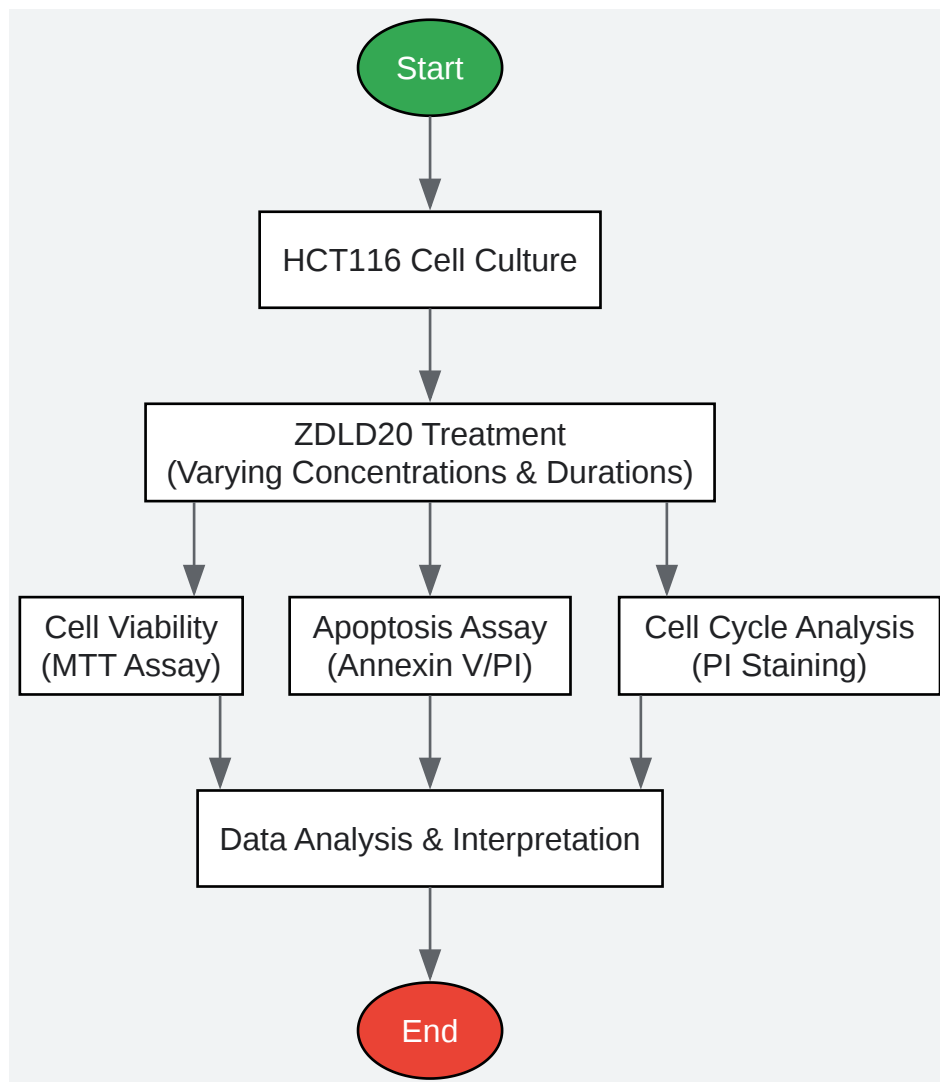 Start
HCT116 Cell Culture
ZDLD20 Treatment
(Varying Concentrations & Durations)
Cell Viability
(MTT Assay)
Apoptosis Assay
(Annexin V/PI)
Cell Cycle Analysis
(PI Staining)
Data Analysis & Interpretation
End